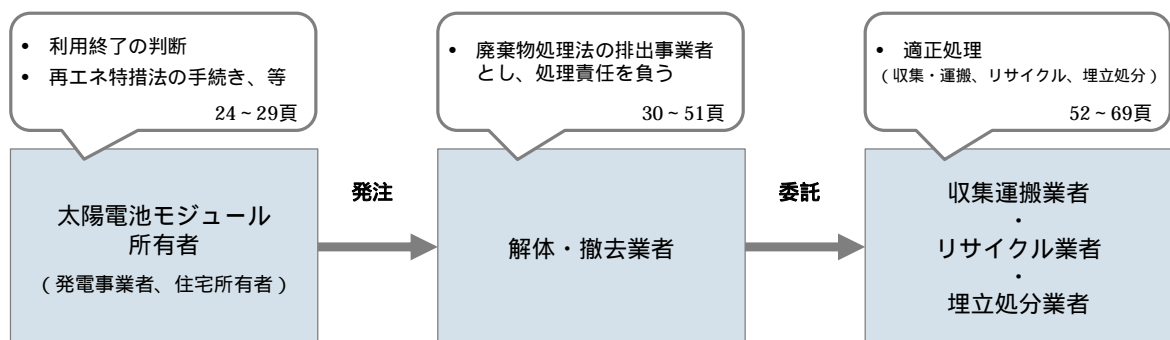 • 利用終了の判断
• 再エネ特措法の手続き、等
24~29頁
太陽電池モジュール
所有者
(発電事業者、住宅所有者)
発注
• 廃棄物処理法の排出事業者
とし、処理責任を負う
30~51頁
解体・撤去業者
委託
• 適正処理
(収集・運搬、リサイクル、埋立処分)
52~69頁
収集運搬業者
・
リサイクル業者
・
埋立処分業者